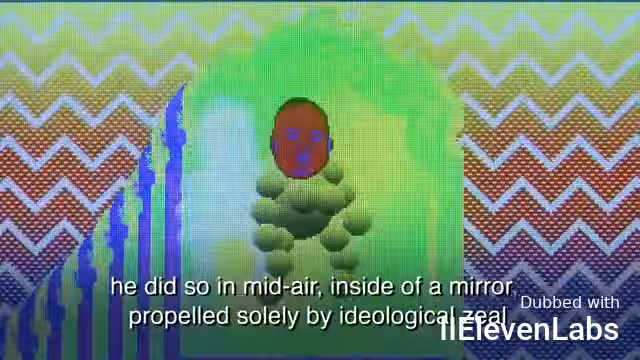 he did so in mid-air, inside of a mirror
propelled solely by ideological zeal
Dubbed with
IIElevenLabs